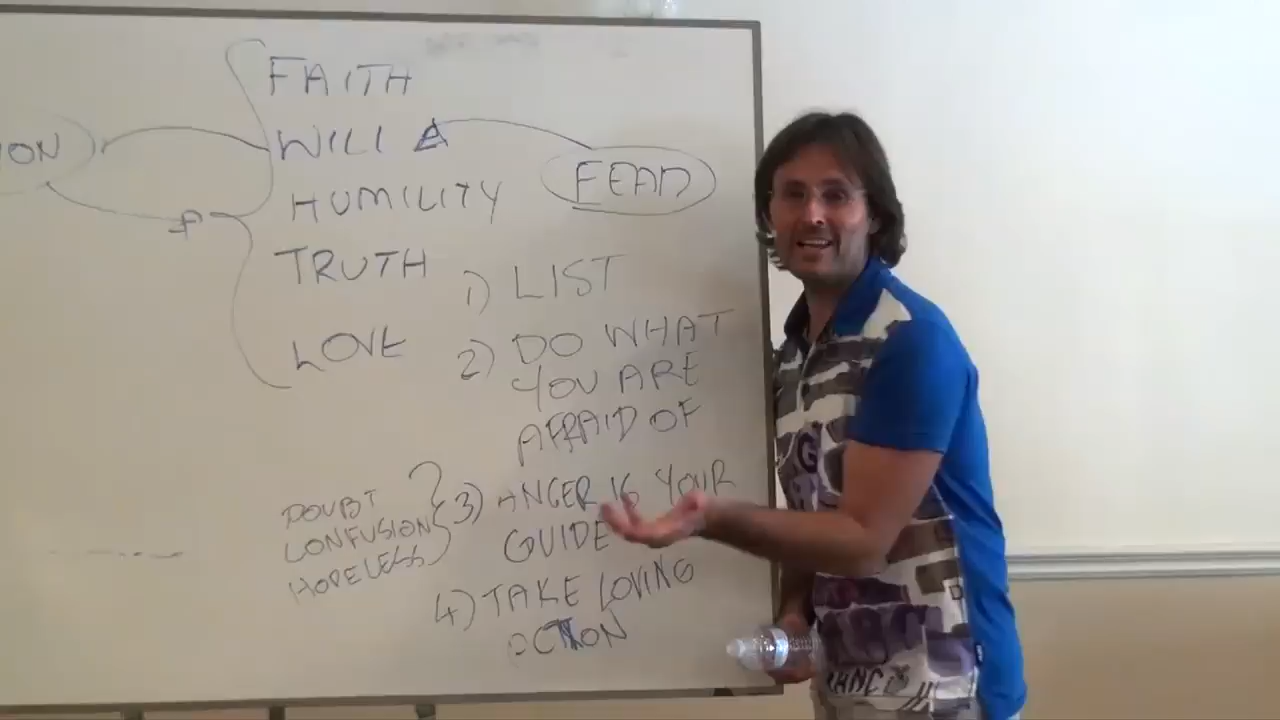 FAITH
ION
WILL
FEAR
HUMILITY
TRUTH
LOVE
1) LIST
2) DO WHAT
YOU ARE
AFRAID OF
DOUBT
CONFUSION
HOPELESS
3) ANGER IS YOUR
GUIDE
4) TAKE LOVING
ACTION